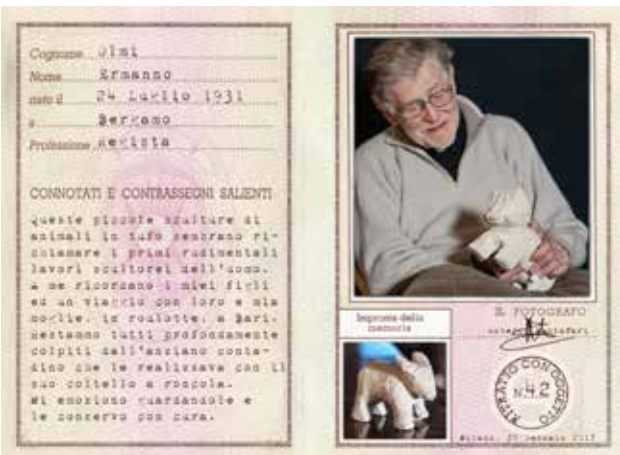 Cognome Olmi
Nome Ermanno
nato il 24 Luglio 1931
a Bergamo
Professione Regista
CONNOTATI E CONTRASSEGNI SALIENTI
Queste piccole sculture di
animali in tufo sembrano ri-
chiamare i primi rudimentali
lavori scultorei dell'uomo.
A me ricordano i miei figli
ed un viaggio con loro e mia
moglie, in roulotte, a Bari.
Restammo tutti profondamente
colpiti dall'anziano conta-
dino che le realizzava con il
suo coltello a roncola.
Mi emoziono guardandole e
le conservo con cura.
Impronta della
memoria
IL FOTOGRAFO
RITRATTO CON OGGETTO
N. 42
Milano, 20 gennaio 2013